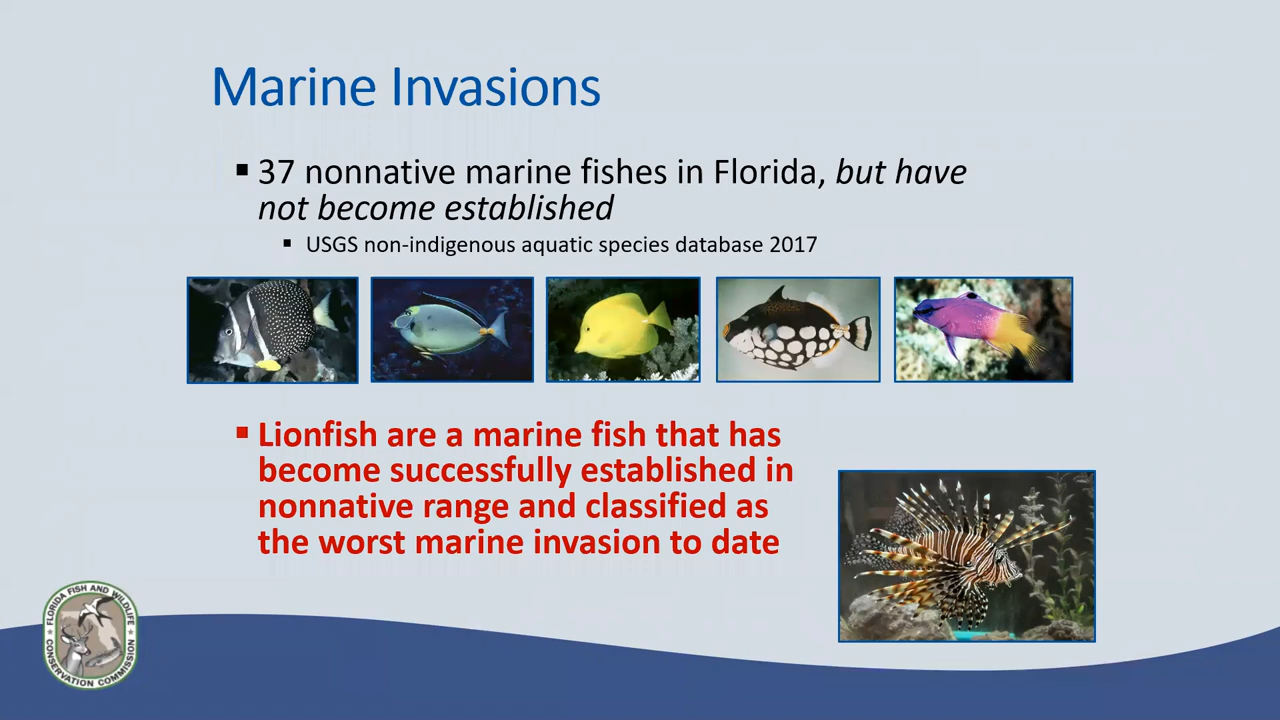 Marine Invasions
▪ 37 nonnative marine fishes in Florida, but have
not become established
▪ USGS non-indigenous aquatic species database 2017
▪ Lionfish are a marine fish that has
become successfully established in
nonnative range and classified as
the worst marine invasion to date
FLORIDA FISH AND WILDLIFE
CONSERVATION COMMISSION